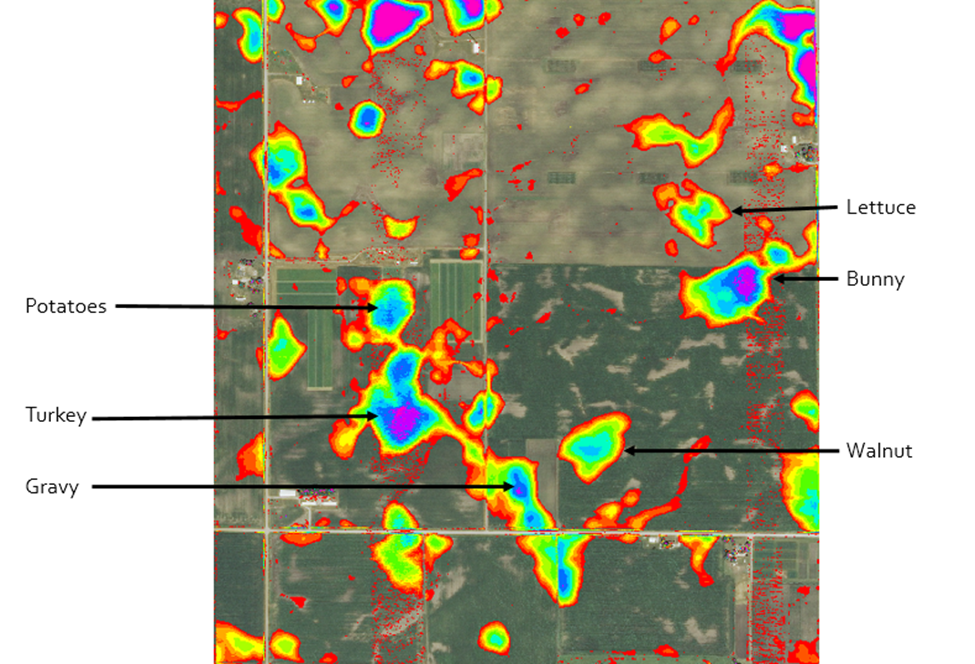 Lettuce
Bunny
Potatoes
Turkey
Walnut
Gravy